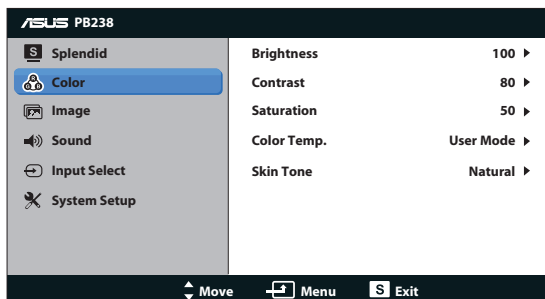 ASUS PB238
S Splendid
Color
Image
Sound
Input Select
System Setup
Brightness 100
Contrast 80
Saturation 50
Color Temp. User Mode
Skin Tone Natural
Move Menu S Exit